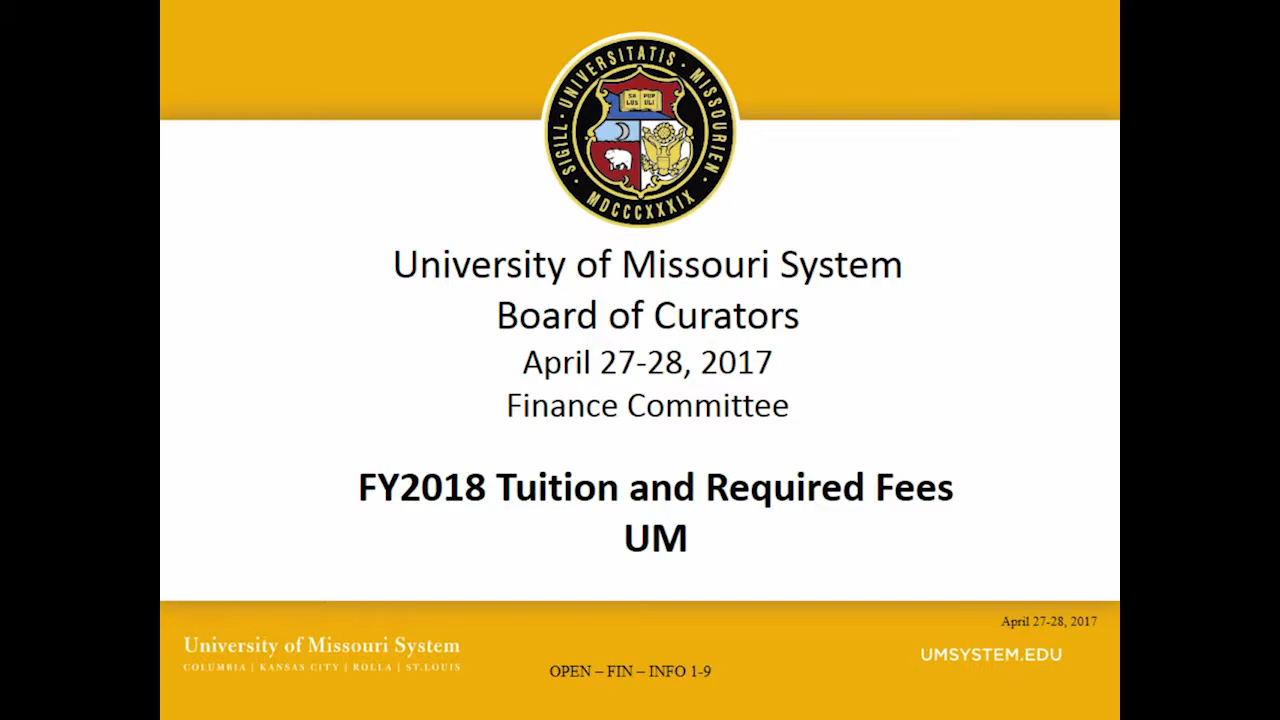 SIGILL · UNIVERSITATIS · MISSOURIEN ·
SA POP
LUS ULI
MDCCCXXXIX
University of Missouri System
Board of Curators
April 27-28, 2017
Finance Committee
FY2018 Tuition and Required Fees
UM
April 27-28, 2017
University of Missouri System
COLUMBIA | KANSAS CITY | ROLLA | ST. LOUIS
UMSYSTEM.EDU
OPEN – FIN – INFO 1-9